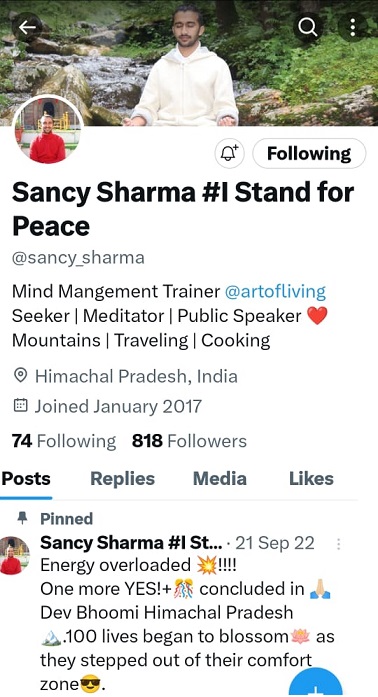 Following
Sancy Sharma #I Stand for
Peace
@sancy_sharma
Mind Mangement Trainer @artofliving
Seeker | Meditator | Public Speaker ❤️
Mountains | Traveling | Cooking
Himachal Pradesh, India
Joined January 2017
74 Following 818 Followers
Posts Replies Media Likes
Pinned
Sancy Sharma #I St... · 21 Sep 22
Energy overloaded 💥!!!!
One more YES!+🎊 concluded in 🙏🏻
Dev Bhoomi Himachal Pradesh
🏔️.100 lives began to blossom🪷 as
they stepped out of their comfort
zone😎.